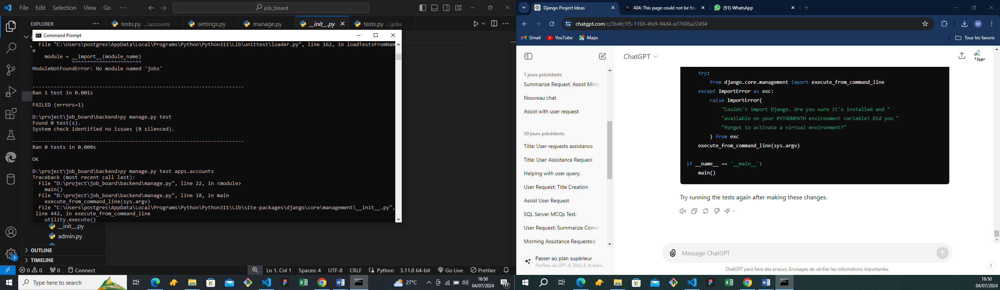 File Edit Selection View Go ···
job_board
EXPLORER ···
tests.py ...\accounts
settings.py
manage.py
__init__.py
tests.py ...\jobs
Command Prompt
File "C:\Users\postgres\AppData\Local\Programs\Python\Python311\Lib\unittest\loader.py", line 162, in loadTestsFromNam
e
module = __import__(module_name)
^^^^^^^^^^^^^^^^^^^^^^^
ModuleNotFoundError: No module named 'jobs'
----------------------------------------------------------------------
Ran 1 test in 0.001s
FAILED (errors=1)
D:\project\job_board\backend>py manage.py test
Found 0 test(s).
System check identified no issues (0 silenced).
----------------------------------------------------------------------
Ran 0 tests in 0.000s
OK
D:\project\job_board\backend>py manage.py test apps.accounts
Traceback (most recent call last):
File "D:\project\job_board\backend\manage.py", line 22, in <module>
main()
File "D:\project\job_board\backend\manage.py", line 18, in main
execute_from_command_line(sys.argv)
File "C:\Users\postgres\AppData\Local\Programs\Python\Python311\Lib\site-packages\django\core\management\__init__.py",
line 442, in execute_from_command_line
utility.execute()
__init__.py
admin.py
OUTLINE
TIMELINE
1
0 0 0 Connect
Ln 1, Col 1 Spaces: 4 UTF-8 CRLF Python 3.11.8 64-bit Go Live Prettier
Type here to search
27°C
16:50
04/07/2024
17
Django Project Ideas
404: This page could not be fou
(91) WhatsApp
chatgpt.com/c/3b4fc1f5-1168-4fe9-94d4-a37606a22494
M
Gmail YouTube Maps
Tous les favoris
ChatGPT
User
7 jours précédents
Summarize Request, Assist Minsi
Nouveau chat
Assist with user request
30 jours précédents
Title: User requests assistance
Title: User Assistance Request
Helping with user query.
User Request: Title Creation
Assist User Request
SQL Server MCQs Test.
User Request: Summarize Conve
Morning Assistance Requested
Passer au plan supérieur
Profitez de GPT-4, DALL·E et bien...
try:
from django.core.management import execute_from_command_line
except ImportError as exc:
raise ImportError(
"Couldn't import Django. Are you sure it's installed and "
"available on your PYTHONPATH environment variable? Did you "
"forget to activate a virtual environment?"
) from exc
execute_from_command_line(sys.argv)
if __name__ == '__main__':
main()
Try running the tests again after making these changes.
Message ChatGPT
ChatGPT peut faire des erreurs. Envisagez de vérifier les informations importantes.
?
16:50
04/07/2024